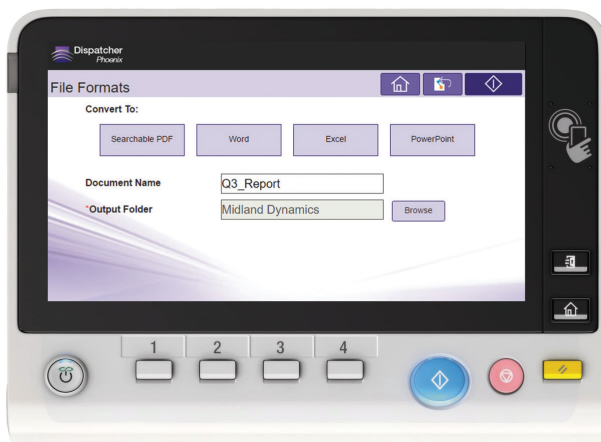 Dispatcher
Phoenix
File Formats
Convert To:
Searchable PDF Word Excel PowerPoint
Document Name Q3_Report
*Output Folder Midland Dynamics Browse
1 2 3 4